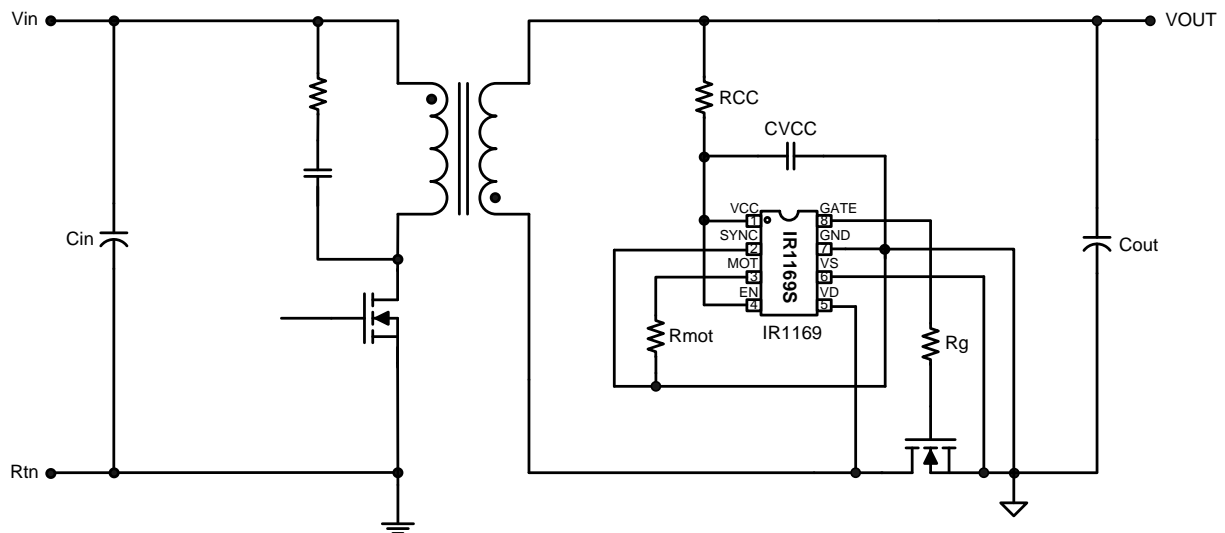 Vin
VOUT
RCC
CVCC
VCC
GATE
1
8
SYNC
GND
2
7
MOT
VS
3
6
EN
VD
4
5
IR1169S
IR1169
Cin
Cout
Rmot
Rg
Rtn